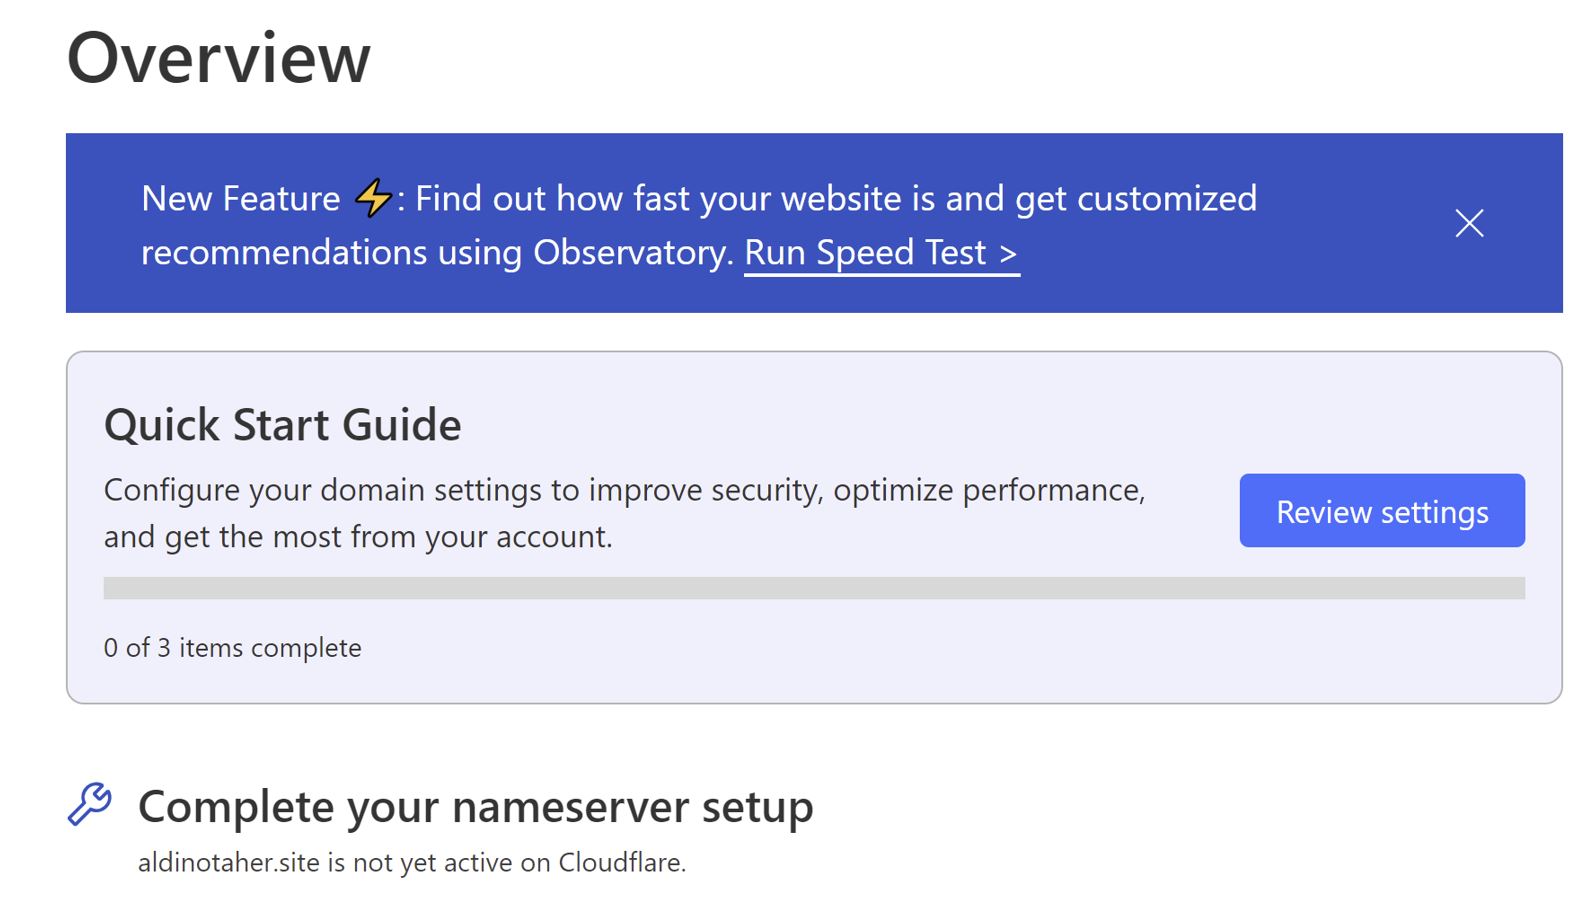 Overview
New Feature ⚡: Find out how fast your website is and get customized
recommendations using Observatory. Run Speed Test >
Quick Start Guide
Configure your domain settings to improve security, optimize performance,
and get the most from your account.
Review settings
0 of 3 items complete
Complete your nameserver setup
aldinotaher.site is not yet active on Cloudflare.